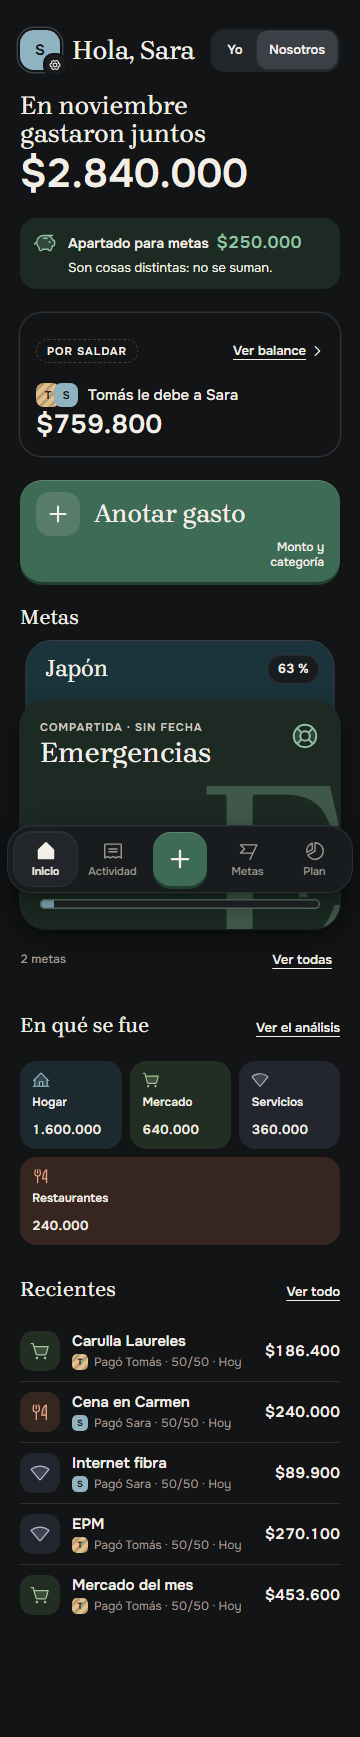 S
Hola, Sara
Yo
Nosotros
En noviembre
gastaron juntos
$2.840.000
Apartado para metas $250.000
Son cosas distintas: no se suman.
POR SALDAR
Ver balance
T S Tomás le debe a Sara
$759.800
Anotar gasto
Monto y
categoría
Metas
Japón
63 %
COMPARTIDA · SIN FECHA
Emergencias
E
Inicio
Actividad
Metas
Plan
2 metas
Ver todas
En qué se fue
Ver el análisis
Hogar
1.600.000
Mercado
640.000
Servicios
360.000
Restaurantes
240.000
Recientes
Ver todo
Carulla Laureles
T Pagó Tomás · 50/50 · Hoy
$186.400
Cena en Carmen
S Pagó Sara · 50/50 · Hoy
$240.000
Internet fibra
S Pagó Sara · 50/50 · Hoy
$89.900
EPM
T Pagó Tomás · 50/50 · Hoy
$270.100
Mercado del mes
T Pagó Tomás · 50/50 · Hoy
$453.600